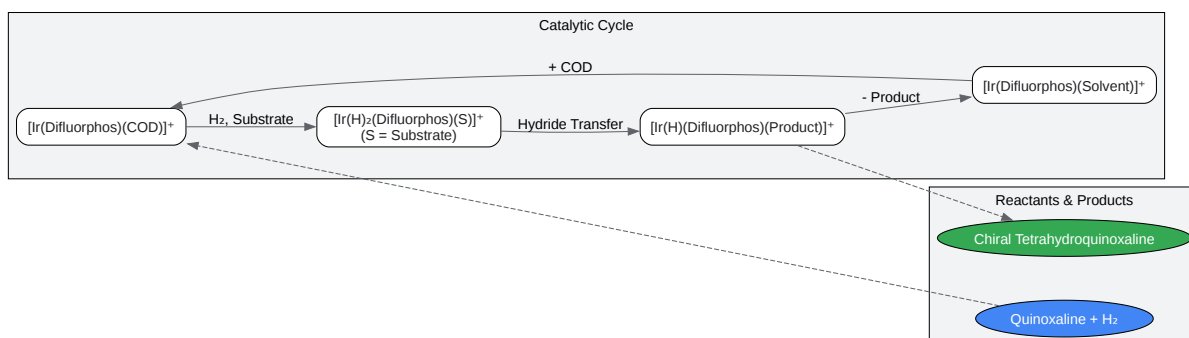 Catalytic Cycle
+ COD
[Ir(Difluorphos)(Solvent)]⁺
- Product
[Ir(Difluorphos)(COD)]⁺
H₂, Substrate
[Ir(H)₂(Difluorphos)(S)]⁺
(S = Substrate)
Hydride Transfer
[Ir(H)(Difluorphos)(Product)]⁺
Reactants & Products
Chiral Tetrahydroquinoxaline
Quinoxaline + H₂